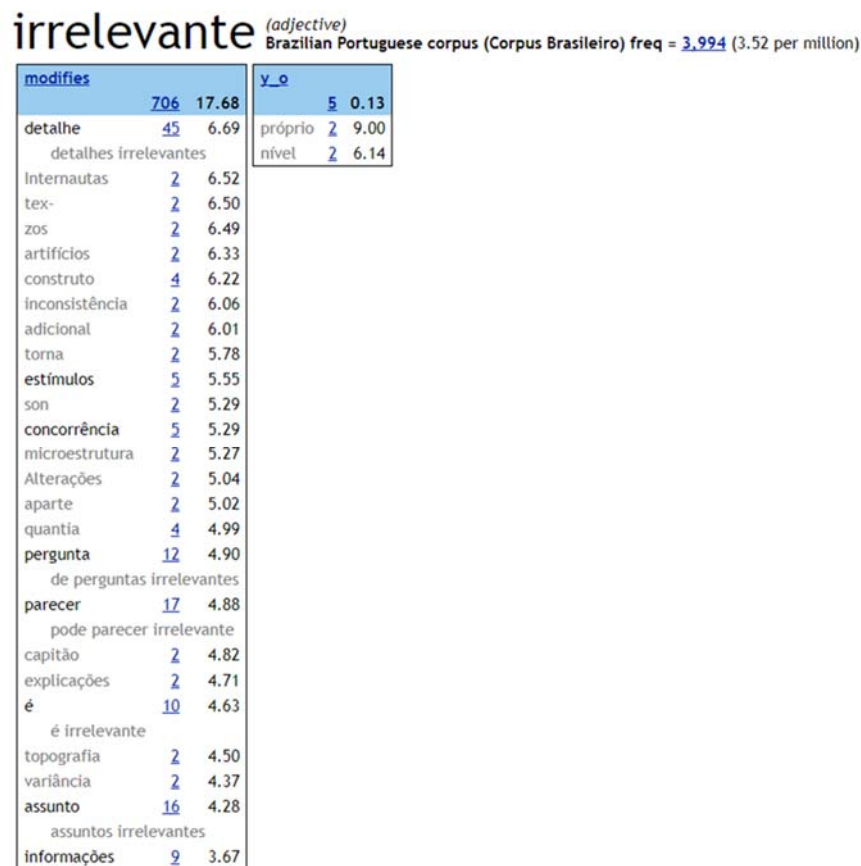 irrelevante (adjective)
Brazilian Portuguese corpus (Corpus Brasileiro) freq = 3,994 (3.52 per million)
modifies
706 17.68
detalhe 45 6.69
detalhes irrelevantes
Internautas 2 6.52
tex- 2 6.50
zos 2 6.49
artifícios 2 6.33
construto 4 6.22
inconsistência 2 6.06
adicional 2 6.01
torna 2 5.78
estímulos 5 5.55
son 2 5.29
concorrência 5 5.29
microestrutura 2 5.27
Alterações 2 5.04
aparte 2 5.02
quantia 4 4.99
pergunta 12 4.90
de perguntas irrelevantes
parecer 17 4.88
pode parecer irrelevante
capitão 2 4.82
explicações 2 4.71
é 10 4.63
é irrelevante
topografia 2 4.50
variância 2 4.37
assunto 16 4.28
assuntos irrelevantes
informações 9 3.67
y_o
5 0.13
próprio 2 9.00
nível 2 6.14